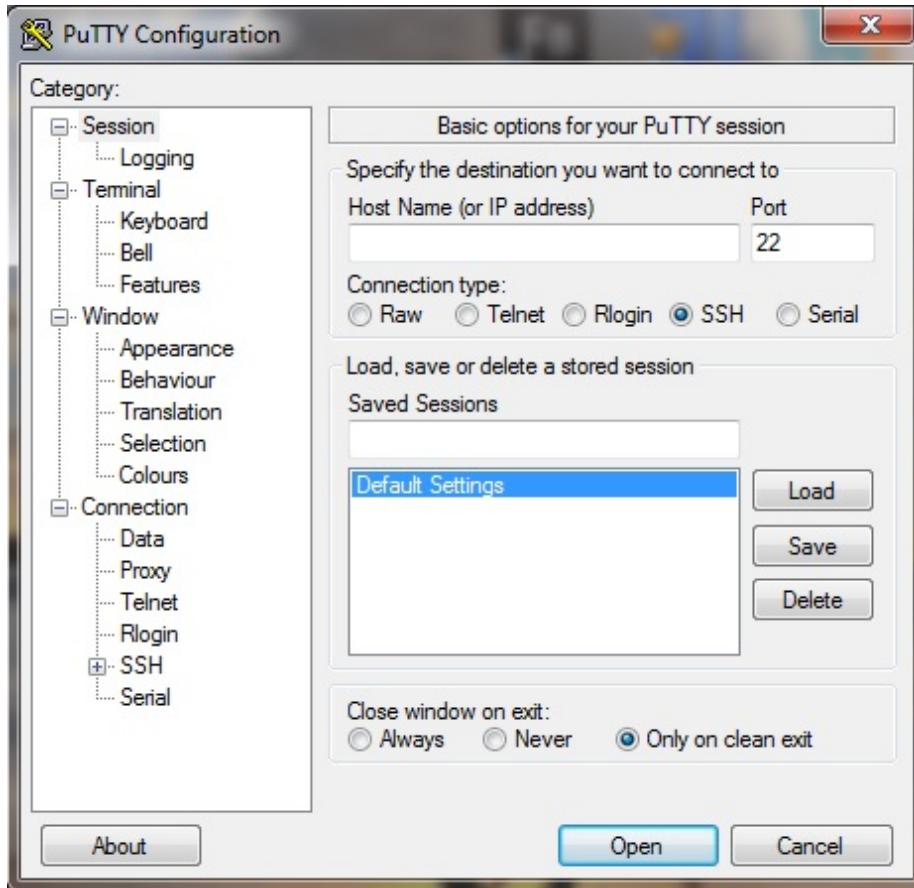 PuTTY Configuration
Category:
Session
Logging
Terminal
Keyboard
Bell
Features
Window
Appearance
Behaviour
Translation
Selection
Colours
Connection
Data
Proxy
Telnet
Rlogin
SSH
Serial
Basic options for your PuTTY session
Specify the destination you want to connect to
Host Name (or IP address) Port
22
Connection type:
Raw Telnet Rlogin SSH Serial
Load, save or delete a stored session
Saved Sessions
Default Settings
Load
Save
Delete
Close window on exit:
Always Never Only on clean exit
About Open Cancel